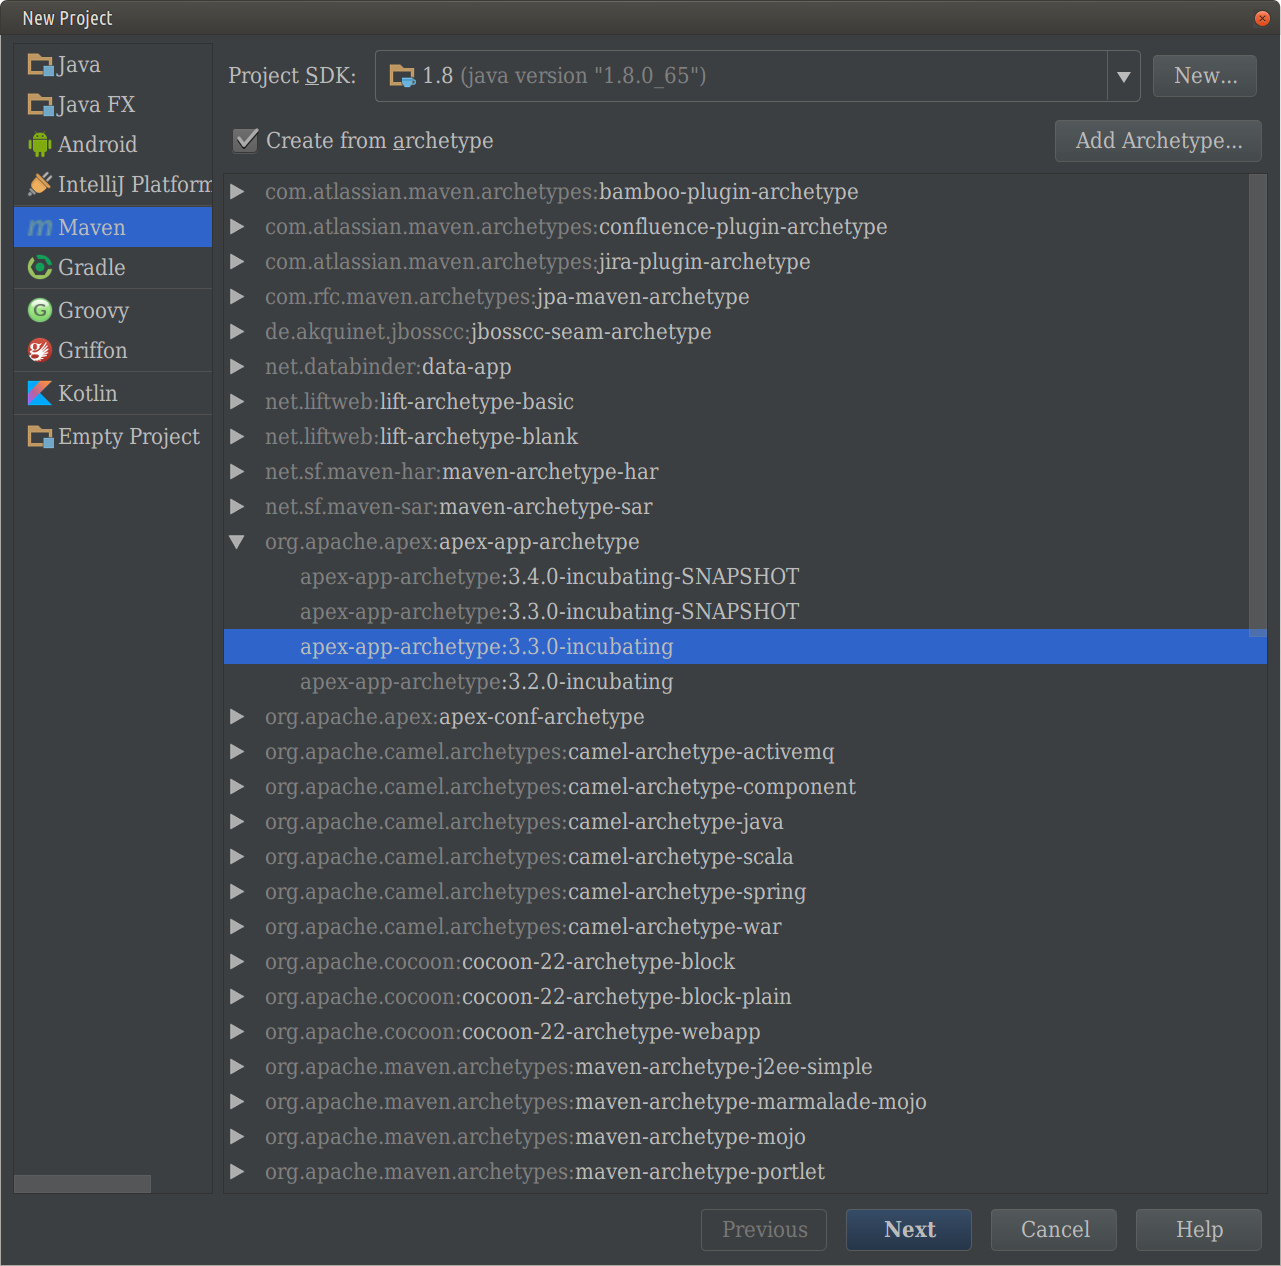 New Project
Java
Java FX
Android
IntelliJ Platform
Maven
Gradle
Groovy
Griffon
Kotlin
Empty Project
Project SDK: 1.8 (java version "1.8.0_65") New...
Create from archetype Add Archetype...
com.atlassian.maven.archetypes:bamboo-plugin-archetype
com.atlassian.maven.archetypes:confluence-plugin-archetype
com.atlassian.maven.archetypes:jira-plugin-archetype
com.rfc.maven.archetypes:jpa-maven-archetype
de.akquinet.jbosscc:jbosscc-seam-archetype
net.databinder:data-app
net.liftweb:lift-archetype-basic
net.liftweb:lift-archetype-blank
net.sf.maven-har:maven-archetype-har
net.sf.maven-sar:maven-archetype-sar
org.apache.apex:apex-app-archetype
apex-app-archetype:3.4.0-incubating-SNAPSHOT
apex-app-archetype:3.3.0-incubating-SNAPSHOT
apex-app-archetype:3.3.0-incubating
apex-app-archetype:3.2.0-incubating
org.apache.apex:apex-conf-archetype
org.apache.camel.archetypes:camel-archetype-activemq
org.apache.camel.archetypes:camel-archetype-component
org.apache.camel.archetypes:camel-archetype-java
org.apache.camel.archetypes:camel-archetype-scala
org.apache.camel.archetypes:camel-archetype-spring
org.apache.camel.archetypes:camel-archetype-war
org.apache.cocoon:cocoon-22-archetype-block
org.apache.cocoon:cocoon-22-archetype-block-plain
org.apache.cocoon:cocoon-22-archetype-webapp
org.apache.maven.archetypes:maven-archetype-j2ee-simple
org.apache.maven.archetypes:maven-archetype-marmalade-mojo
org.apache.maven.archetypes:maven-archetype-mojo
org.apache.maven.archetypes:maven-archetype-portlet
Previous Next Cancel Help